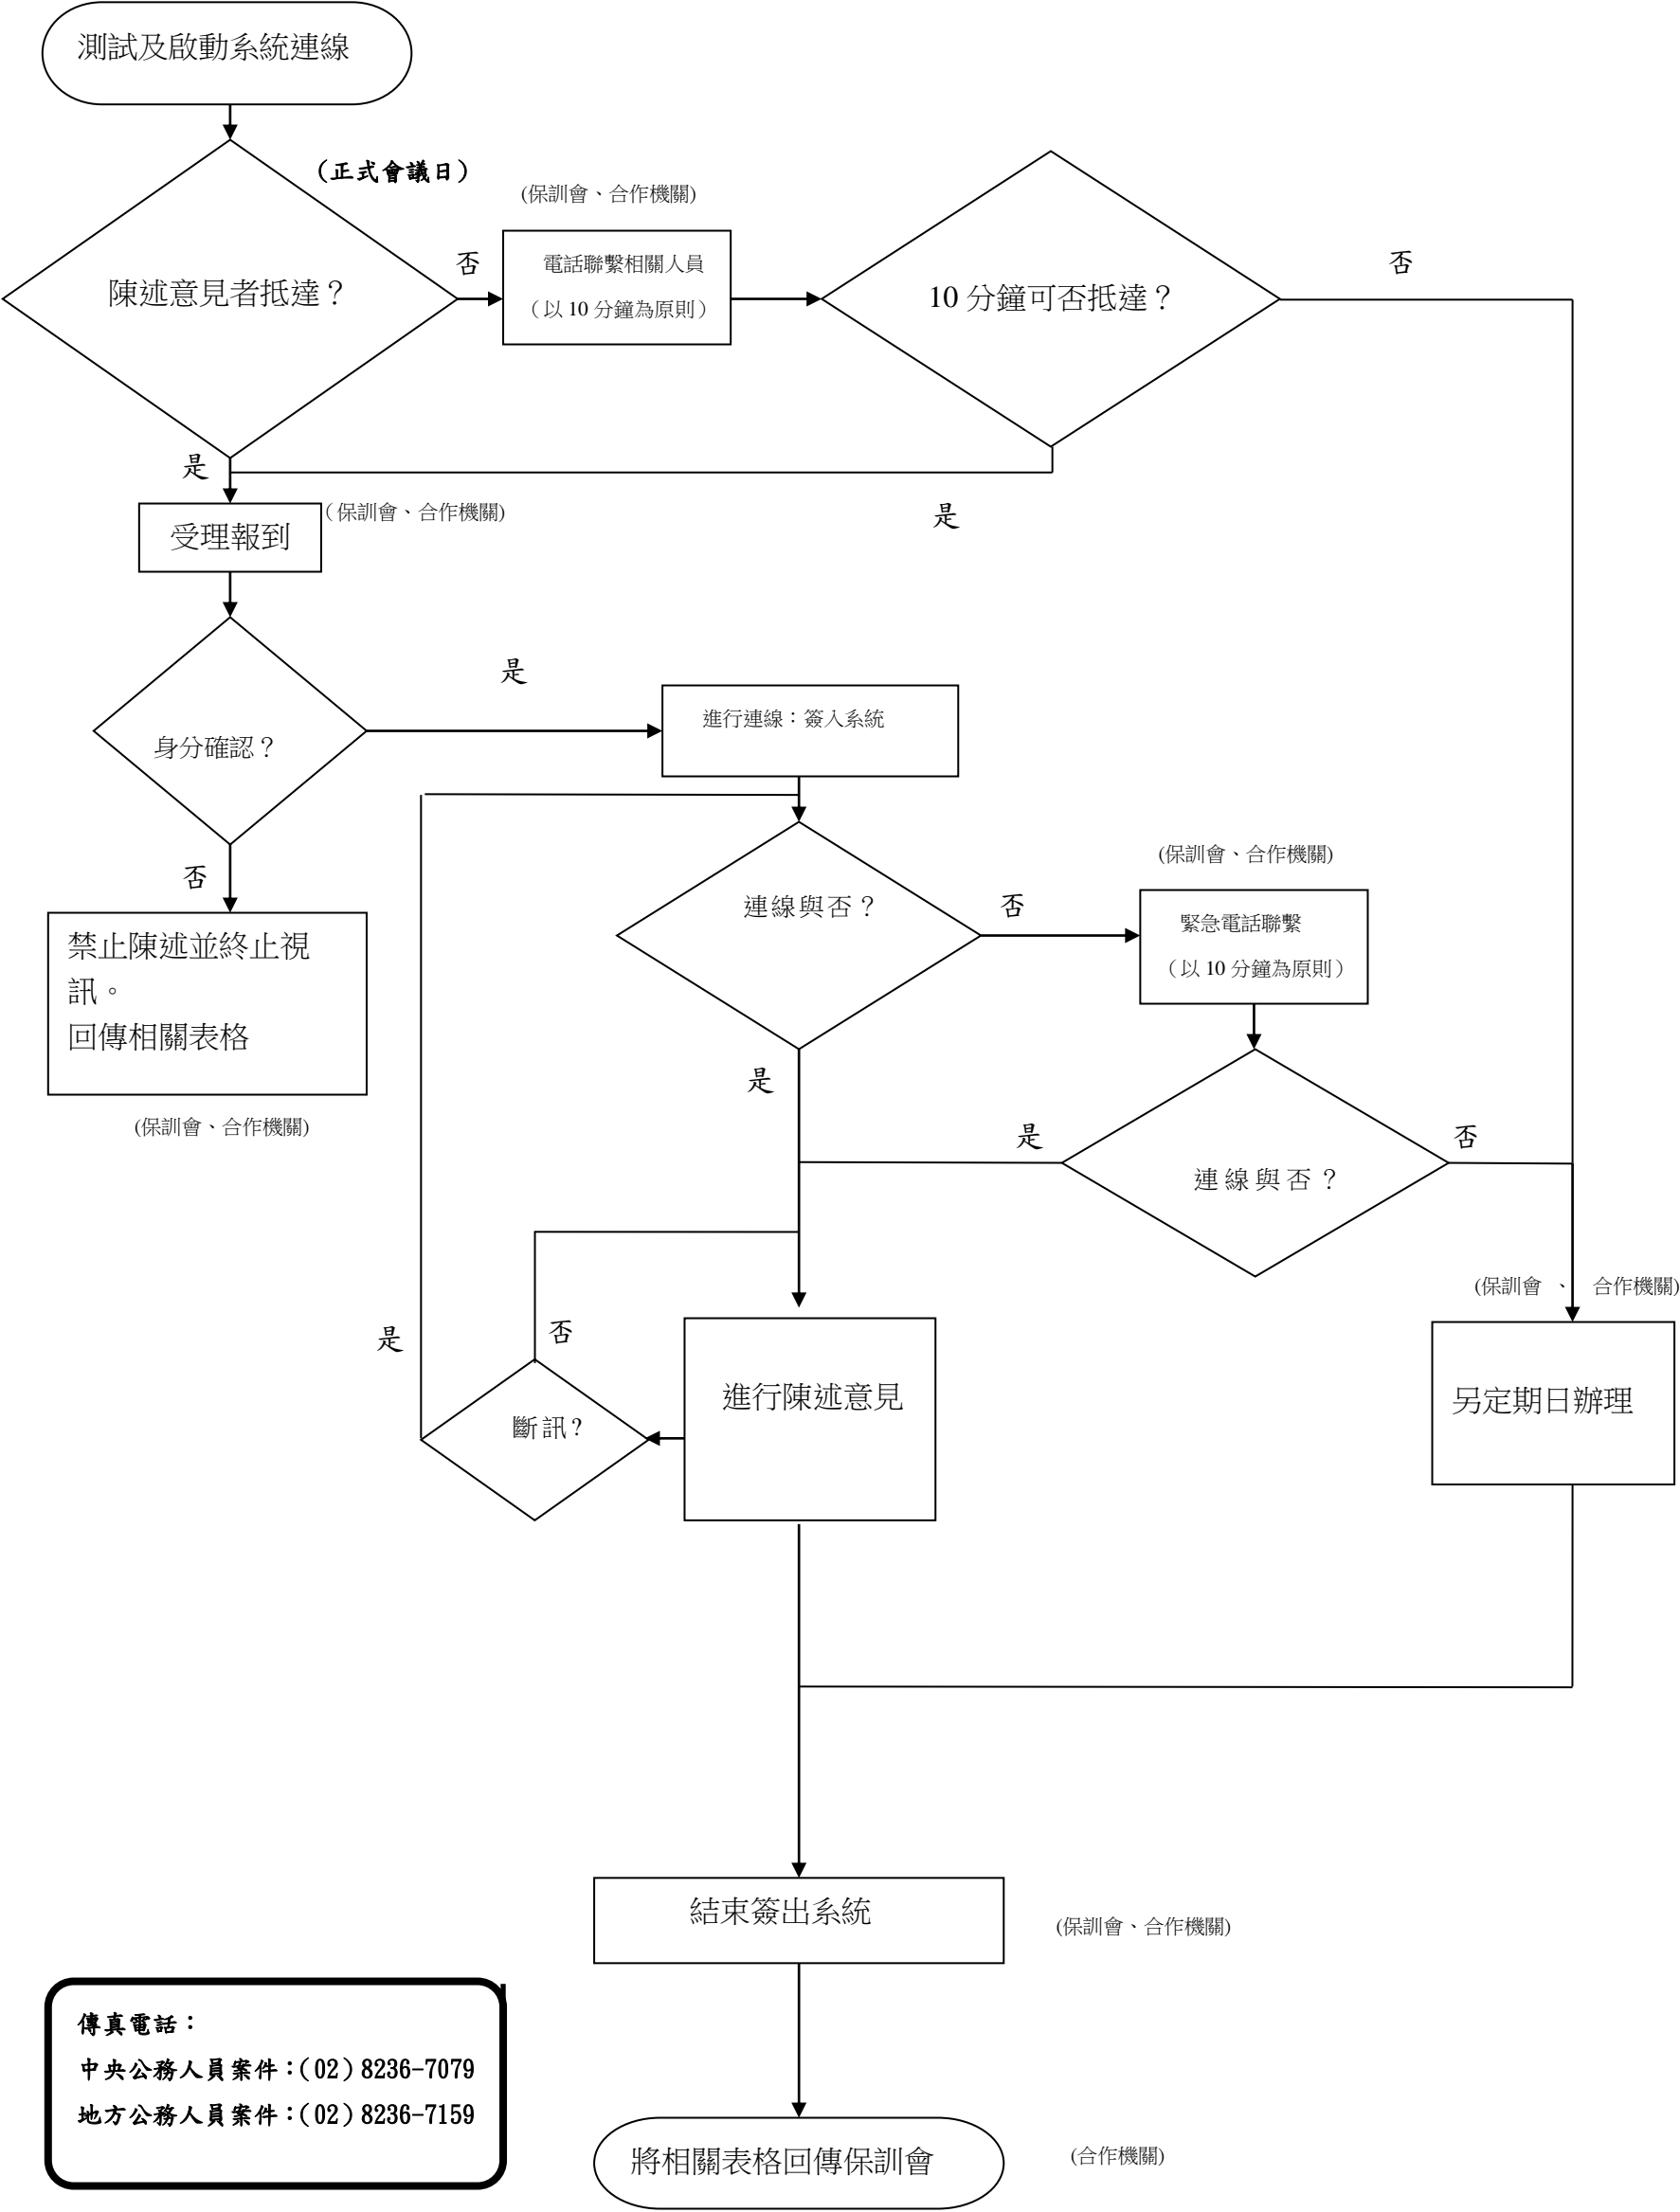 測試及啟動系統連線
（正式會議日）
(保訓會、合作機關)
陳述意見者抵達？
否
電話聯繫相關人員
（以 10 分鐘為原則）
10 分鐘可否抵達？
否
是
受理報到
（保訓會、合作機關)
是
身分確認？
是
進行連線：簽入系統
否
禁止陳述並終止視
訊。
回傳相關表格
(保訓會、合作機關)
連線與否？
否
(保訓會、合作機關)
緊急電話聯繫
（以 10 分鐘為原則）
是
是
連線與否？
否
(保訓會 、 合作機關)
是
否
斷訊?
進行陳述意見
另定期日辦理
結束簽出系統
(保訓會、合作機關)
傳真電話：
中央公務人員案件：(02)8236-7079
地方公務人員案件：(02)8236-7159
將相關表格回傳保訓會
(合作機關)